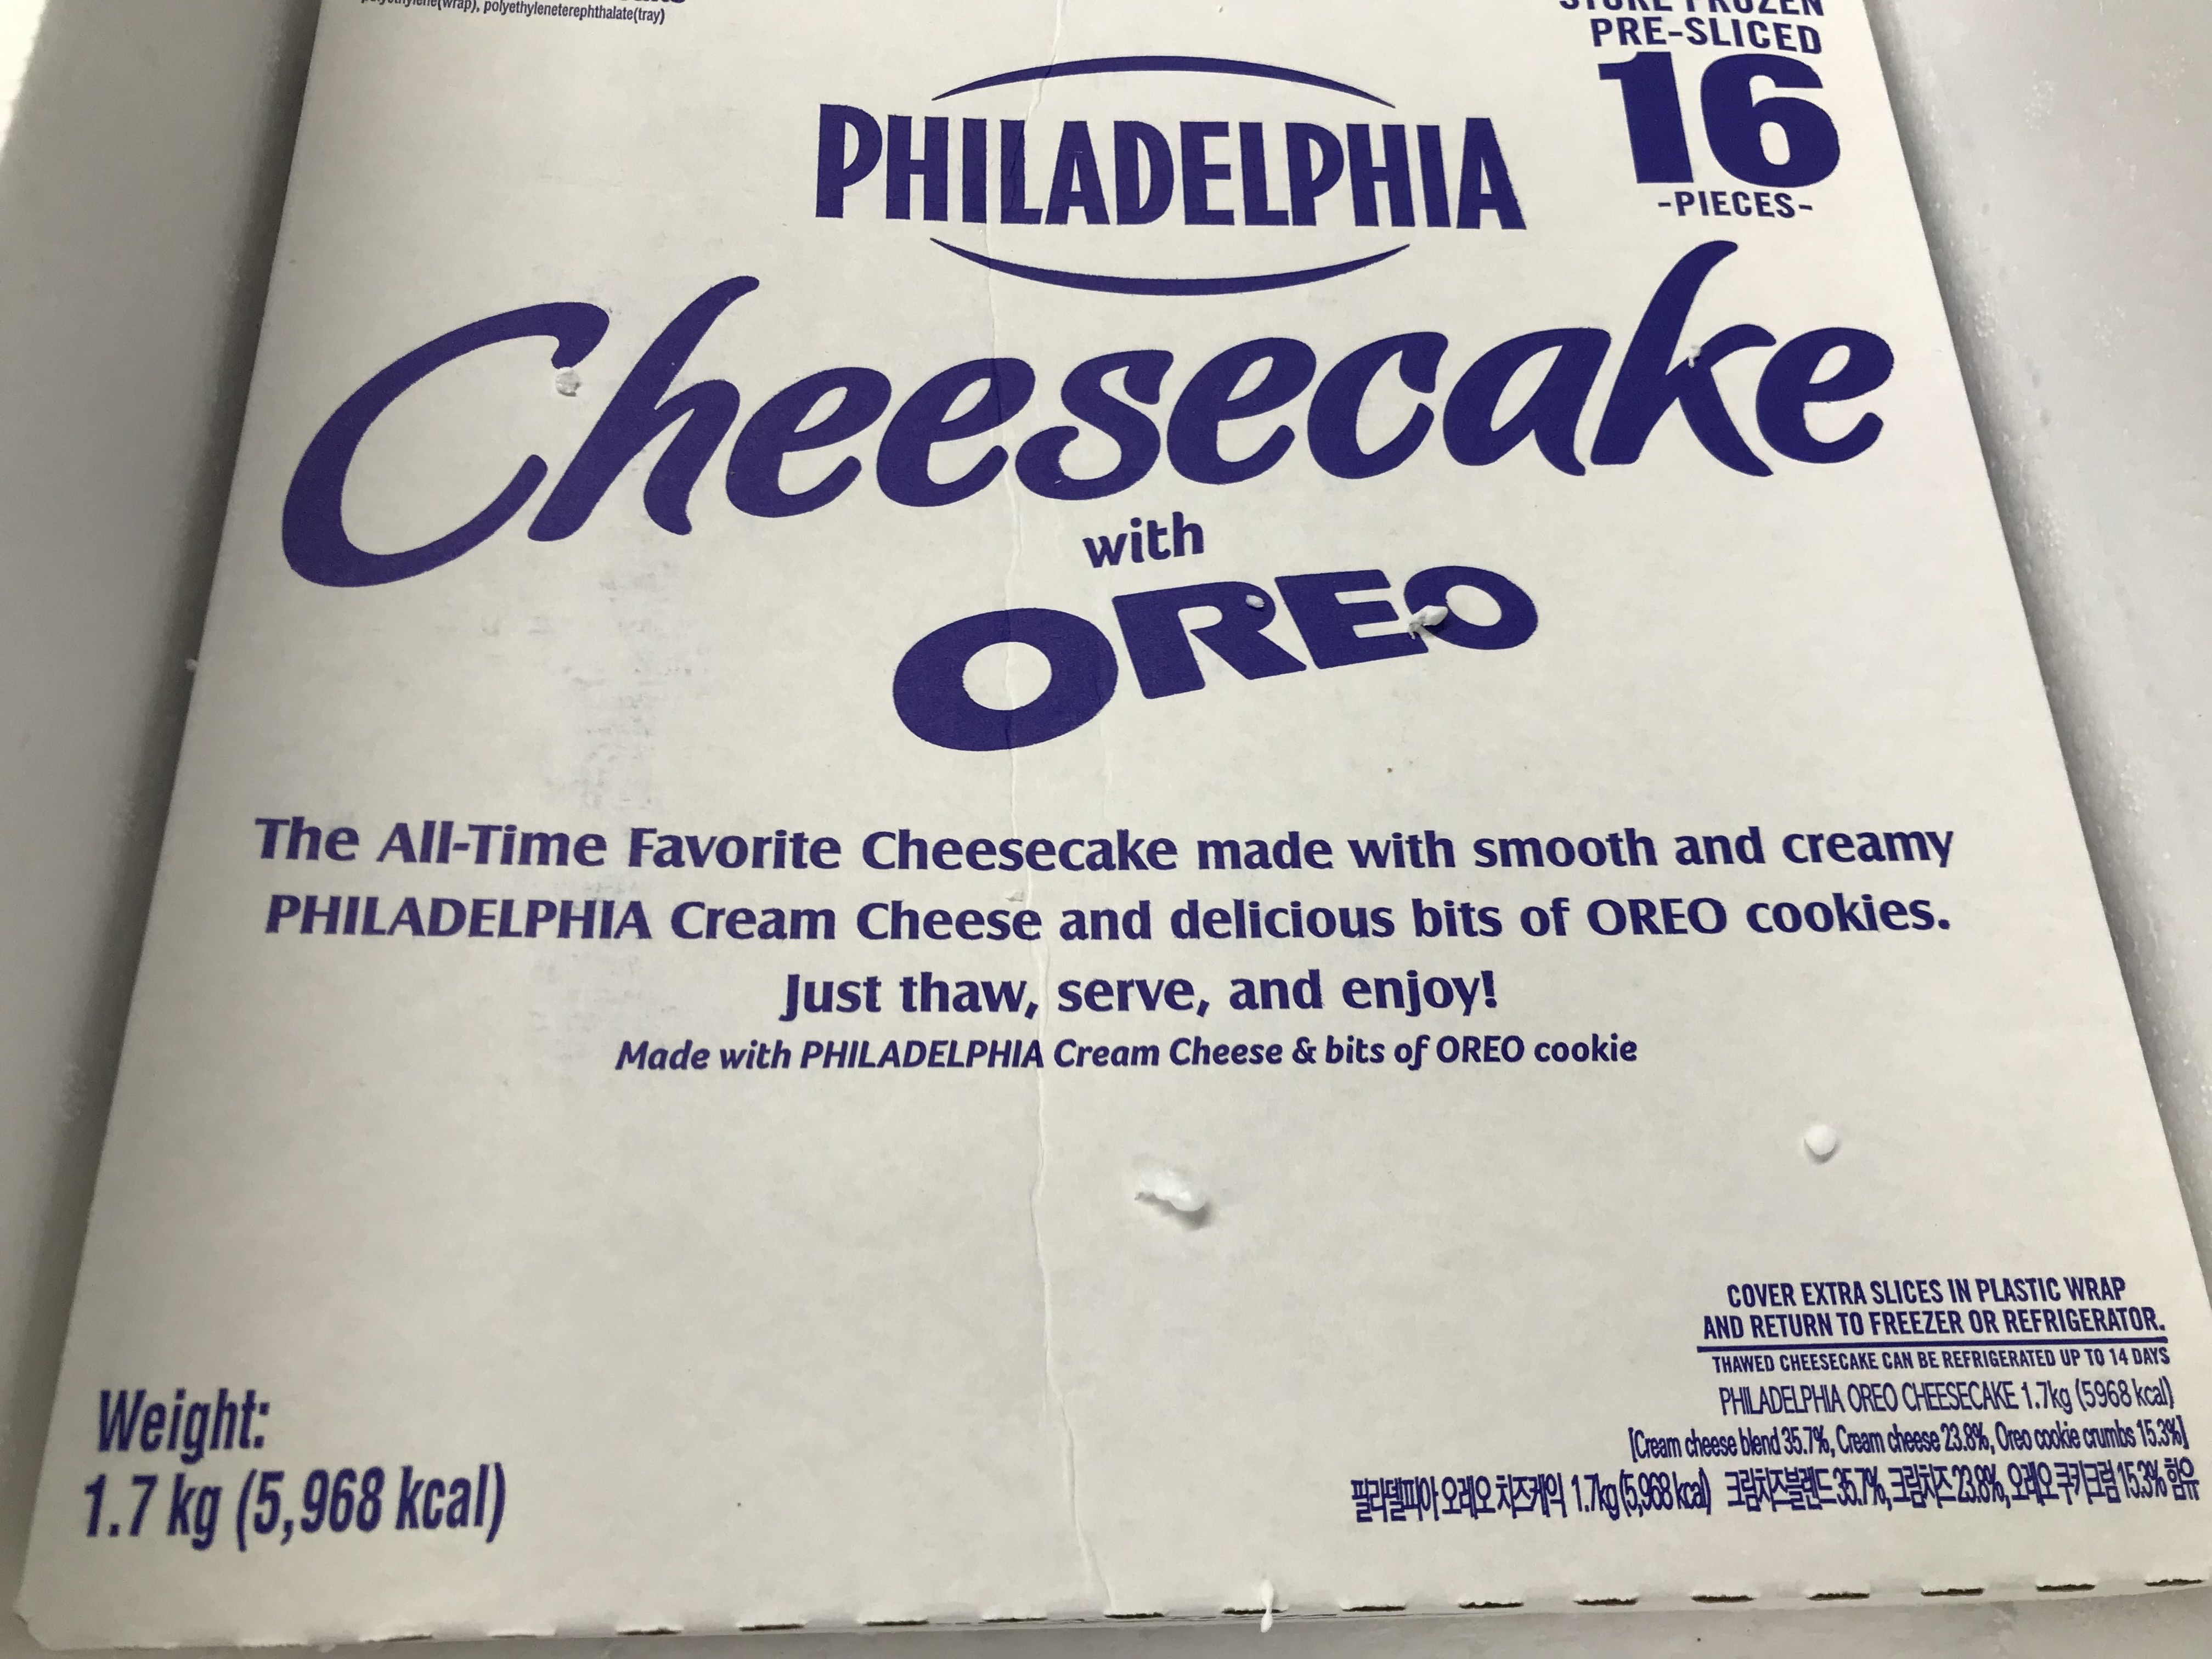 polyethylene(wrap), polyethyleneterephthalate(tray)
STORE FROZEN
PRE-SLICED
16
-PIECES-
PHILADELPHIA
Cheesecake
with
OREO
The All-Time Favorite Cheesecake made with smooth and creamy
PHILADELPHIA Cream Cheese and delicious bits of OREO cookies.
Just thaw, serve, and enjoy!
Made with PHILADELPHIA Cream Cheese & bits of OREO cookie
Weight:
1.7 kg (5,968 kcal)
COVER EXTRA SLICES IN PLASTIC WRAP
AND RETURN TO FREEZER OR REFRIGERATOR.
THAWED CHEESECAKE CAN BE REFRIGERATED UP TO 14 DAYS
PHILADELPHIA OREO CHEESECAKE 1.7kg (5968 kcal)
[Cream cheese blend 35.7%, Cream cheese 23.8%, Oreo cookie crumbs 15.3%]
필라델피아 오레오 치즈케익 1.7kg (5,968 kcal) 크림치즈블렌드 35.7%, 크림치즈 23.8%, 오레오 쿠키크럼 15.3% 함유